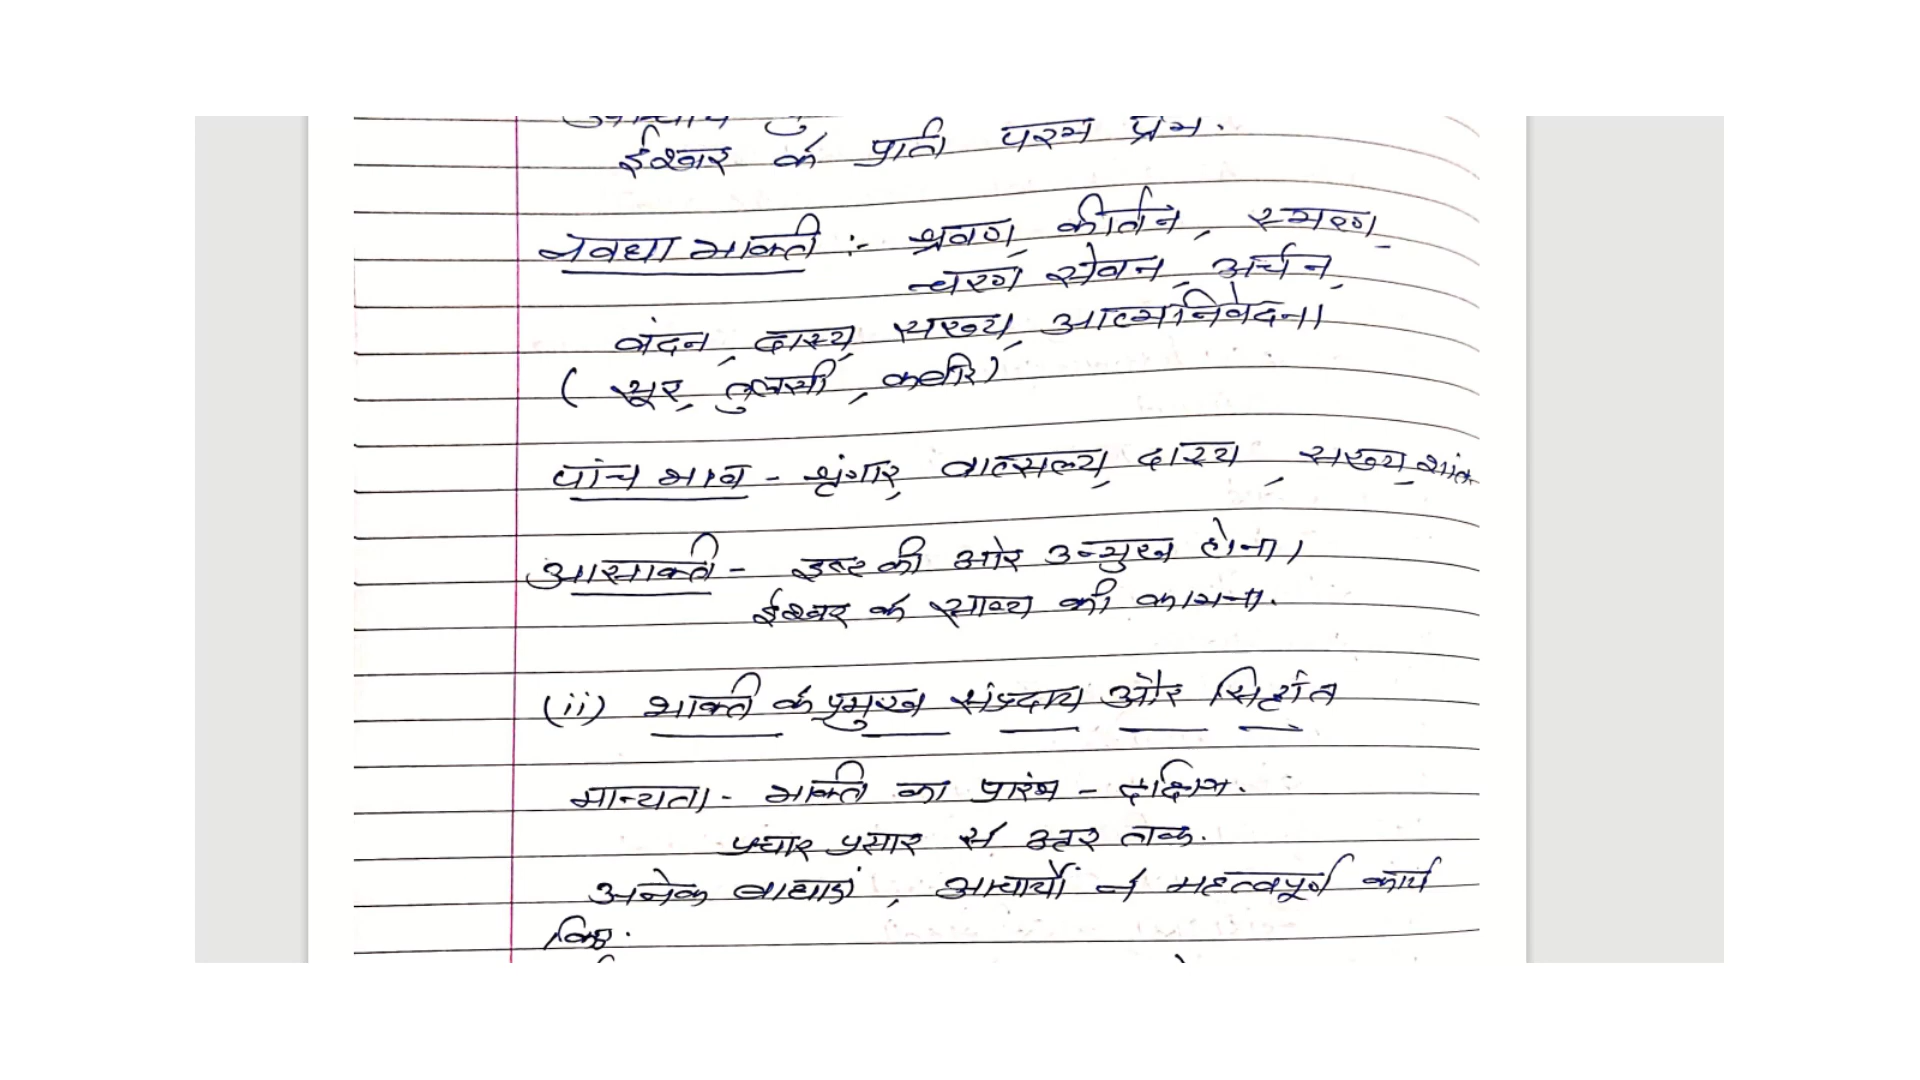 ईश्वर के प्रति परम प्रेम.
नवधा भक्ति :- श्रवण, कीर्तन, स्मरण,
चरण सेवन, अर्चन,
वंदन, दास्य, सख्य, आत्मनिवेदन।
( सूर, तुलसी, कबीर)
पांच भाव - श्रृंगार, वात्सल्य, दास्य, सख्य, शांत
आसक्ति - इष्ट की ओर उन्मुख होना।
ईश्वर के की कामना.
(ii) भक्ति के प्रमुख संप्रदाय और सिद्धांत
मान्यता - भक्ति का प्रारंभ - दक्षिण.
प्रचार प्रसार से उत्तर तक.
अनेक बाधाएं, आचार्यों ने महत्वपूर्ण कार्य
किए.